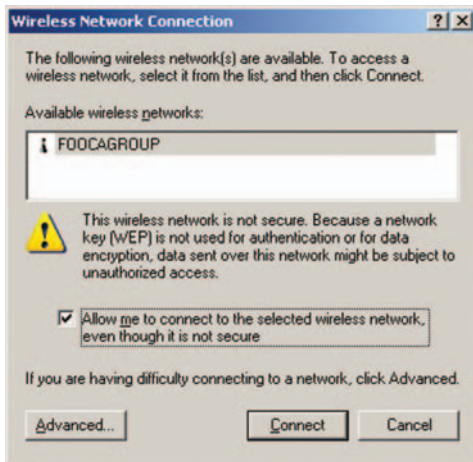 Wireless Network Connection
The following wireless network(s) are available. To access a
wireless network, select it from the list, and then click Connect.
Available wireless networks:
FOOCAGROUP
This wireless network is not secure. Because a network
key (WEP) is not used for authentication or for data
encryption, data sent over this network might be subject to
unauthorized access.
Allow me to connect to the selected wireless network,
even though it is not secure
If you are having difficulty connecting to a network, click Advanced.
Advanced... Connect Cancel